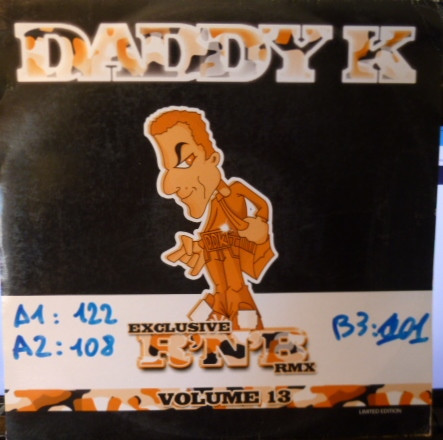 DADDY K
A1: 122
A2: 108
B3: 101
EXCLUSIVE
R'N'B
RMX
VOLUME 13
LIMITED EDITION